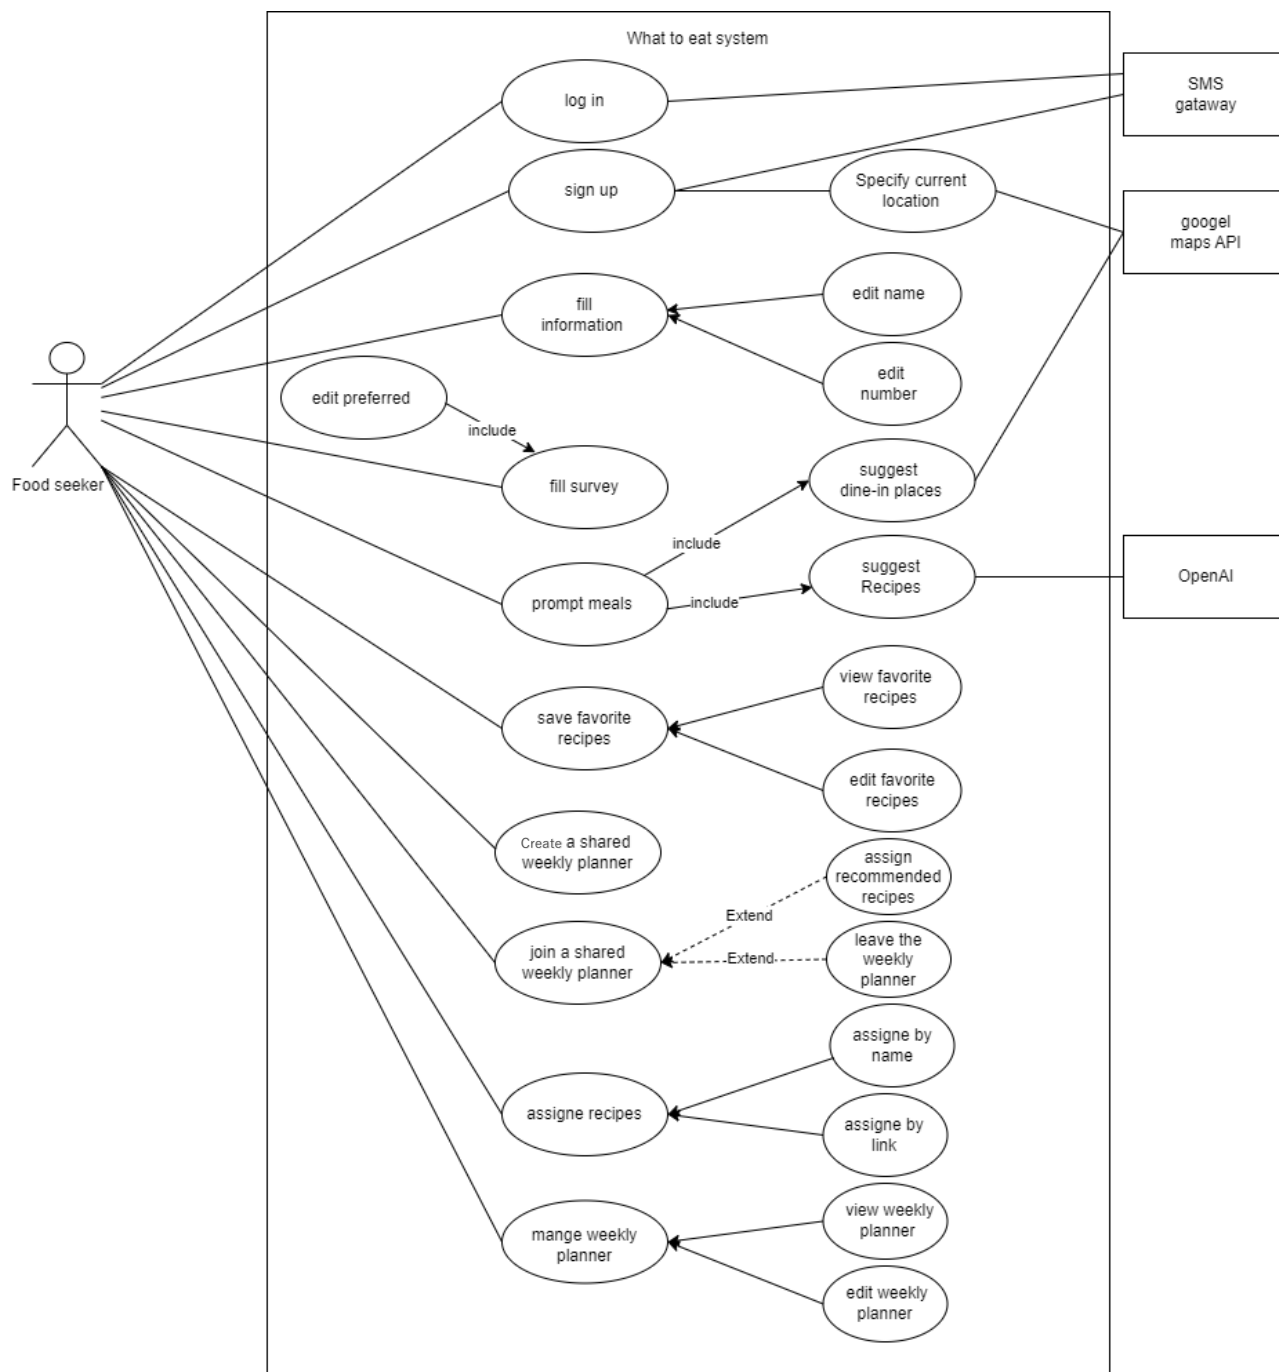 What to eat system
log in
SMS
gataway
sign up
Specify current
location
googel
maps API
fill
information
edit name
edit
number
edit preferred
include
Food seeker
fill survey
suggest
dine-in places
include
prompt meals
include
suggest
Recipes
OpenAI
save favorite
recipes
view favorite
recipes
edit favorite
recipes
Create a shared
weekly planner
assign
recommended
recipes
Extend
join a shared
weekly planner
Extend
leave the
weekly
planner
assigne recipes
assigne by
name
assigne by
link
mange weekly
planner
view weekly
planner
edit weekly
planner